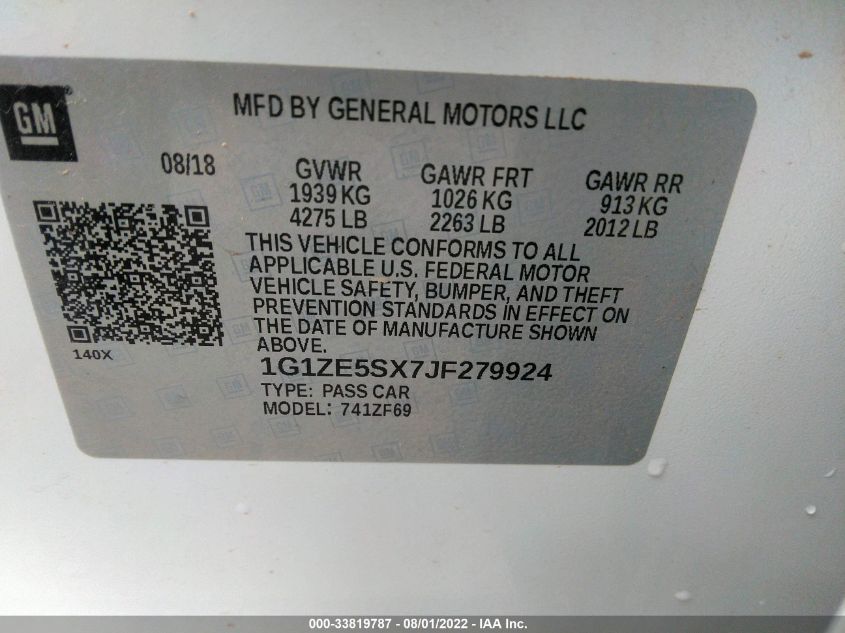 GM
MFD BY GENERAL MOTORS LLC
08/18
GVWR
1939 KG
4275 LB
GAWR FRT
1026 KG
2263 LB
GAWR RR
913 KG
2012 LB
THIS VEHICLE CONFORMS TO ALL
APPLICABLE U.S. FEDERAL MOTOR
VEHICLE SAFETY, BUMPER, AND THEFT
PREVENTION STANDARDS IN EFFECT ON
THE DATE OF MANUFACTURE SHOWN
ABOVE.
140X
1G1ZE5SX7JF279924
TYPE: PASS CAR
MODEL: 741ZF69
000-33819787 - 08/01/2022 - IAA Inc.